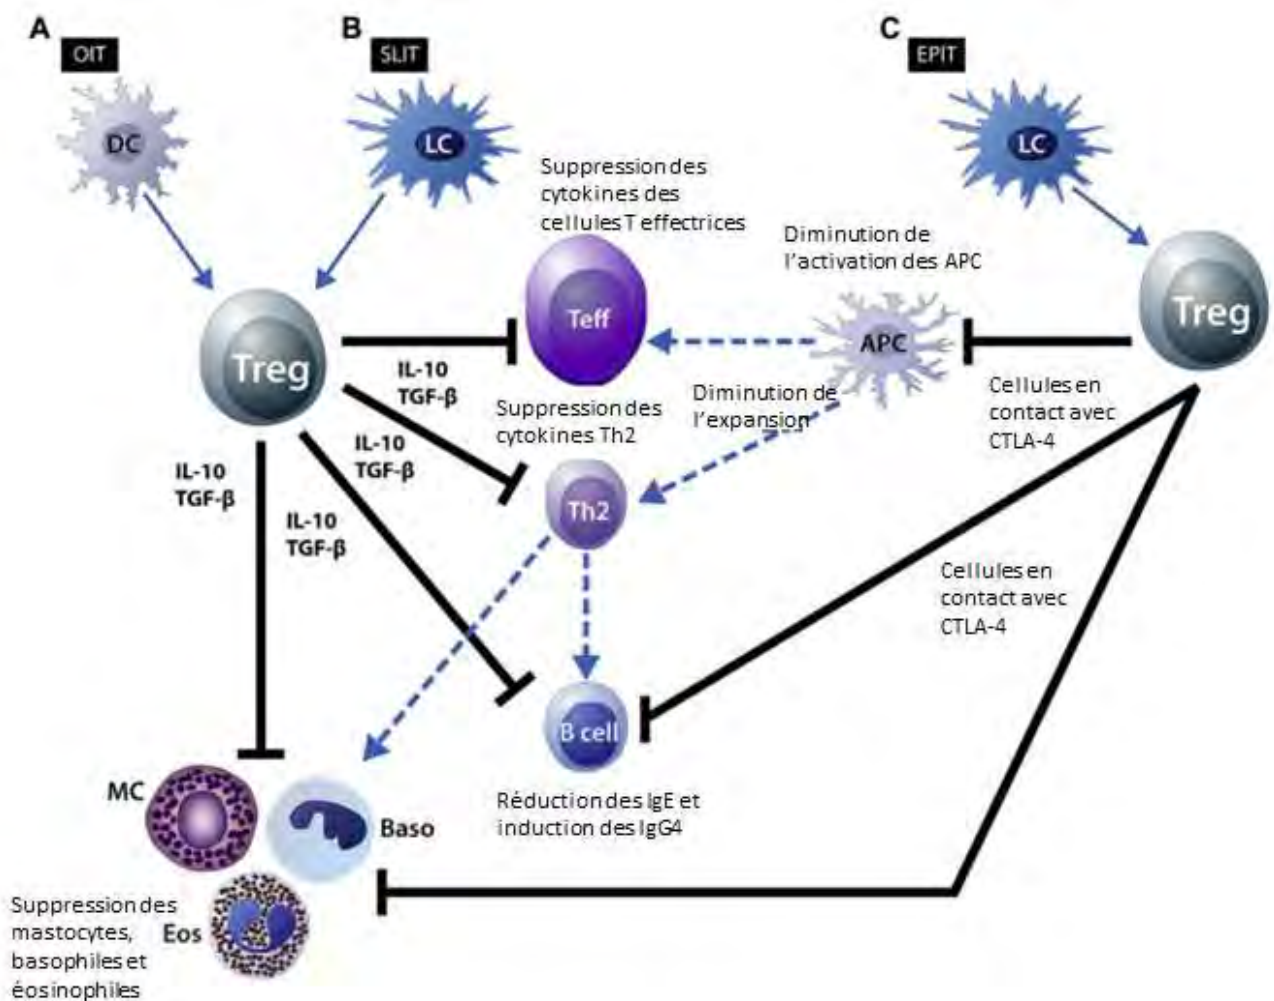 A
OIT
B
SLIT
C
EPIT
DC
LC
LC
Suppression des
cytokines des
cellules T effectrices
Diminution de
l'activation des APC
Teff
APC
Treg
Treg
IL-10
TGF-β
Cellules en
contact avec
CTLA-4
Diminution de
l'expansion
Suppression des
cytokines Th2
IL-10
TGF-β
IL-10
TGF-β
IL-10
TGF-β
Th2
Cellules en
contact avec
CTLA-4
B cell
MC
Baso
Réduction des IgE et
induction des IgG4
Suppression des
mastocytes,
basophiles et
éosinophiles
Eos